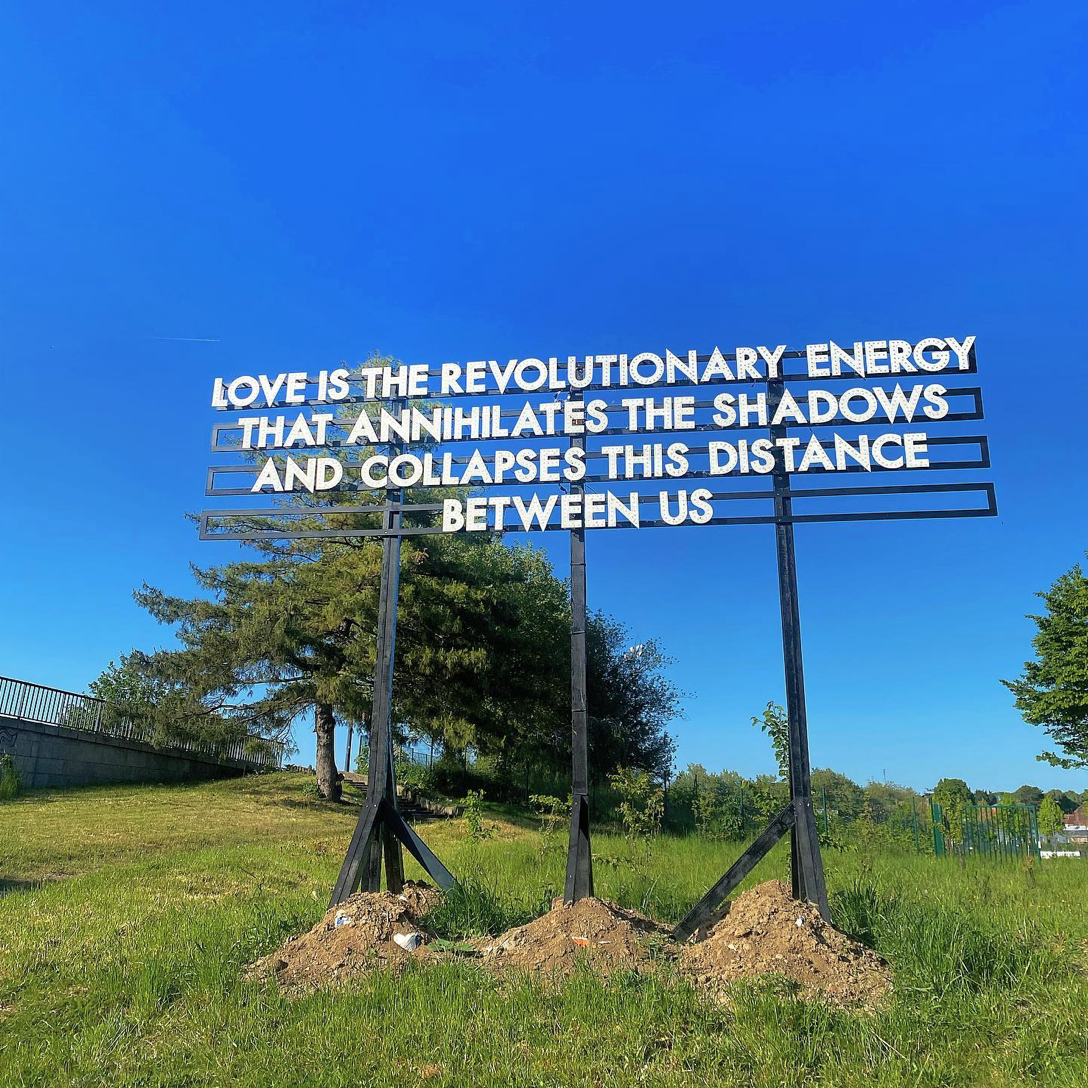 LOVE IS THE REVOLUTIONARY ENERGY
THAT ANNIHILATES THE SHADOWS
AND COLLAPSES THIS DISTANCE
BETWEEN US